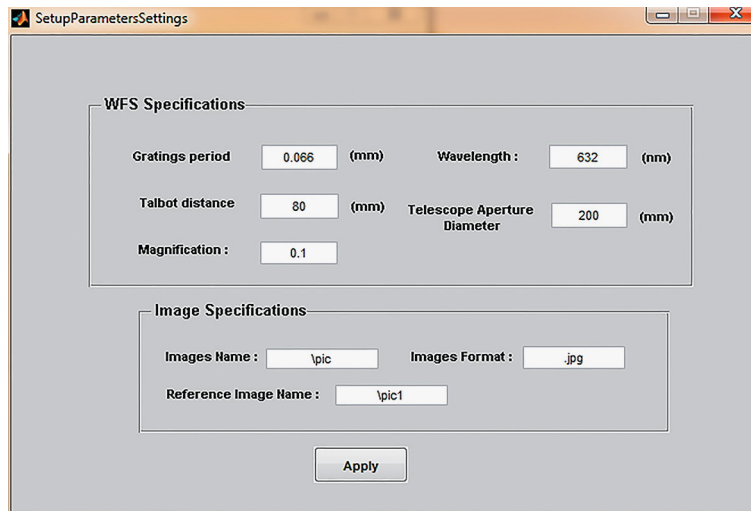 SetupParametersSettings
WFS Specifications
Gratings period 0.066 (mm) Wavelength : 632 (nm)
Talbot distance 80 (mm) Telescope Aperture Diameter 200 (mm)
Magnification : 0.1
Image Specifications
Images Name : \pic Images Format : .jpg
Reference Image Name : \pic1
Apply